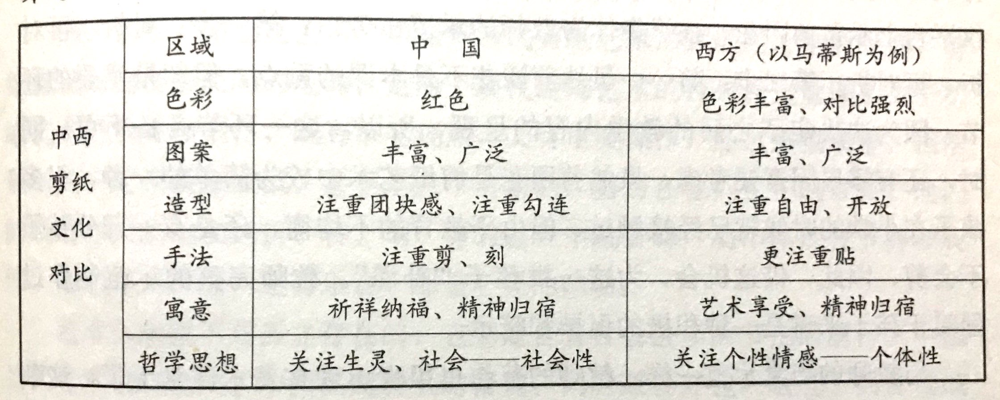 中西
剪纸
文化
对比
区域 中 国 西方（以马蒂斯为例）
色彩 红色 色彩丰富、对比强烈
图案 丰富、广泛 丰富、广泛
造型 注重团块感、注重勾连 注重自由、开放
手法 注重剪、刻 更注重贴
寓意 祈祥纳福、精神归宿 艺术享受、精神归宿
哲学思想 关注生灵、社会——社会性 关注个性情感——个体性